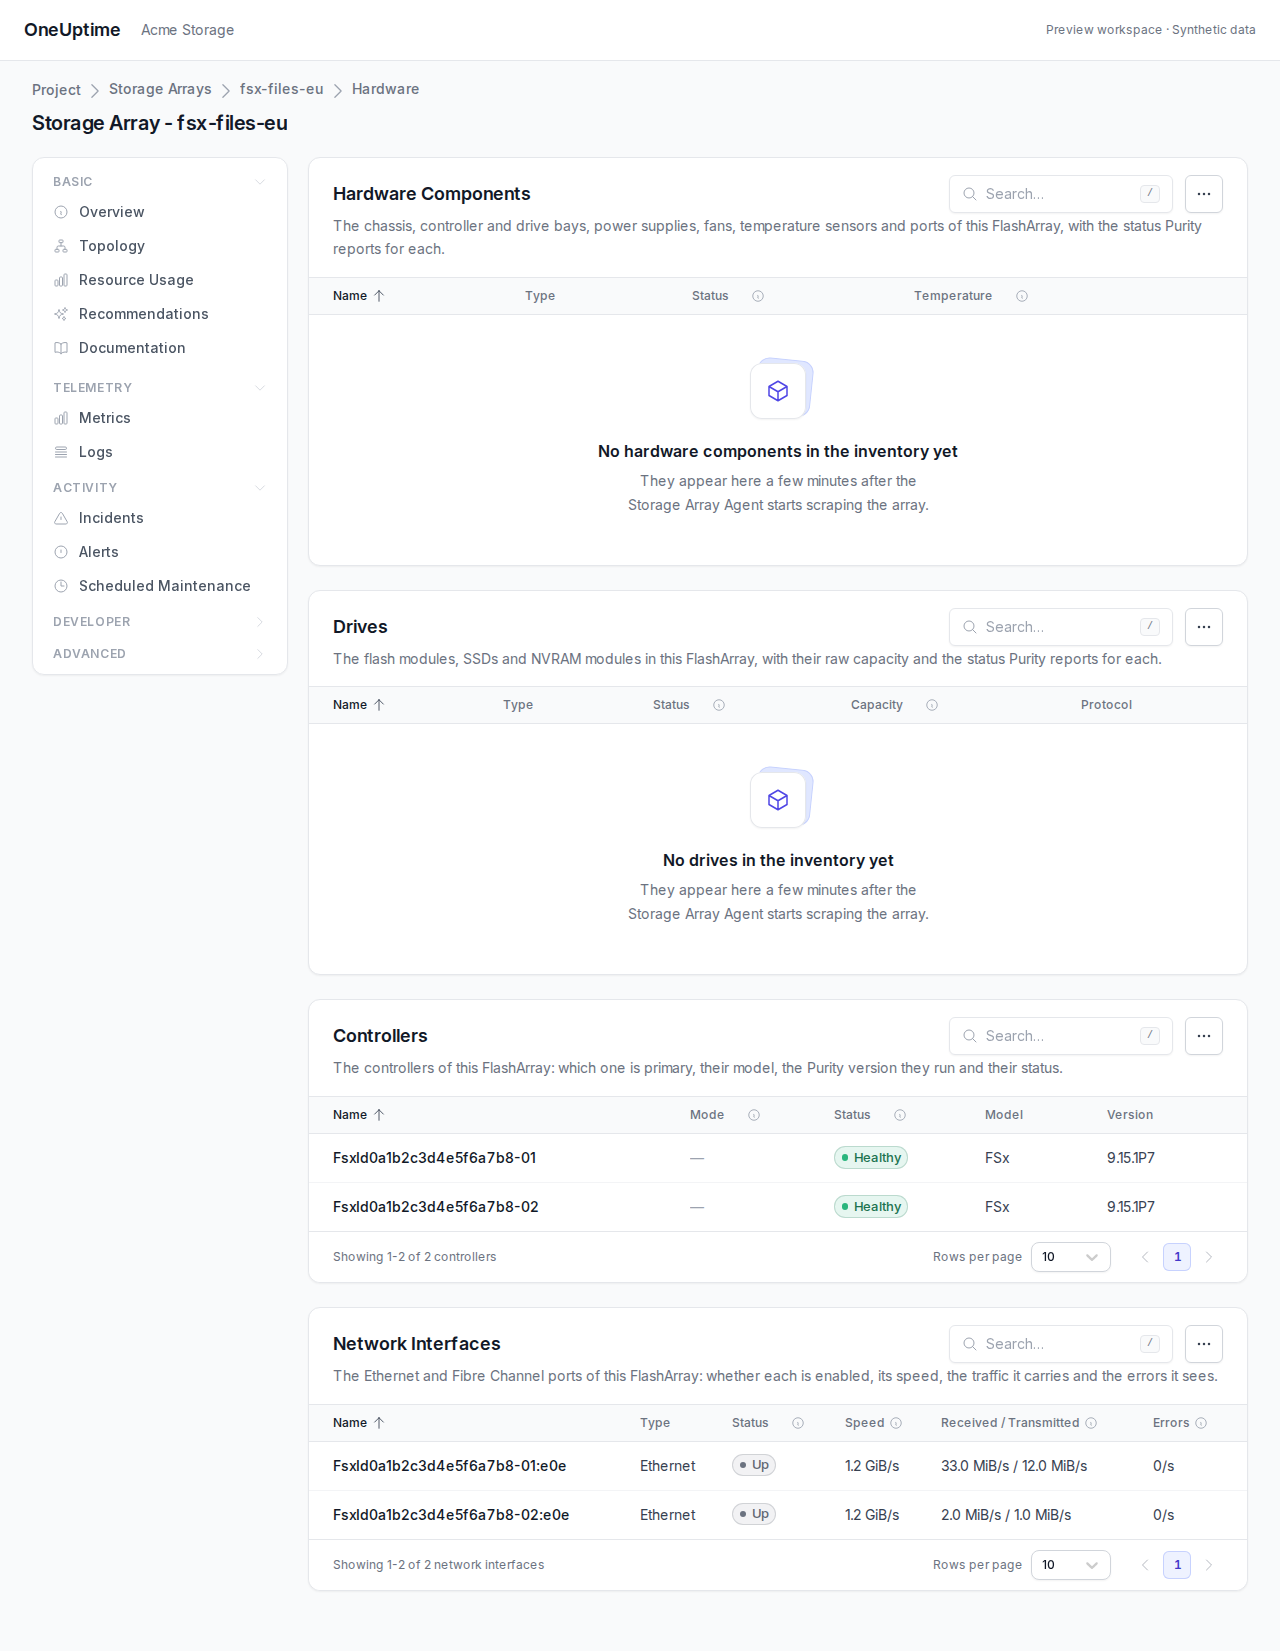 OneUptime
Acme Storage
Preview workspace · Synthetic data
Project
Storage Arrays
fsx-files-eu
Hardware
Storage Array - fsx-files-eu
BASIC
Overview
Topology
Resource Usage
Recommendations
Documentation
TELEMETRY
Metrics
Logs
ACTIVITY
Incidents
Alerts
Scheduled Maintenance
DEVELOPER
ADVANCED
Hardware Components
Search...
/
The chassis, controller and drive bays, power supplies, fans, temperature sensors and ports of this FlashArray, with the status Purity
reports for each.
Name Type Status Temperature
No hardware components in the inventory yet
They appear here a few minutes after the
Storage Array Agent starts scraping the array.
Drives
Search...
/
The flash modules, SSDs and NVRAM modules in this FlashArray, with their raw capacity and the status Purity reports for each.
Name Type Status Capacity Protocol
No drives in the inventory yet
They appear here a few minutes after the
Storage Array Agent starts scraping the array.
Controllers
Search...
/
The controllers of this FlashArray: which one is primary, their model, the Purity version they run and their status.
Name Mode Status Model Version
FsxId0a1b2c3d4e5f6a7b8-01 — Healthy FSx 9.15.1P7
FsxId0a1b2c3d4e5f6a7b8-02 — Healthy FSx 9.15.1P7
Showing 1-2 of 2 controllers
Rows per page 10 1
Network Interfaces
Search...
/
The Ethernet and Fibre Channel ports of this FlashArray: whether each is enabled, its speed, the traffic it carries and the errors it sees.
Name Type Status Speed Received / Transmitted Errors
FsxId0a1b2c3d4e5f6a7b8-01:e0e Ethernet Up 1.2 GiB/s 33.0 MiB/s / 12.0 MiB/s 0/s
FsxId0a1b2c3d4e5f6a7b8-02:e0e Ethernet Up 1.2 GiB/s 2.0 MiB/s / 1.0 MiB/s 0/s
Showing 1-2 of 2 network interfaces
Rows per page 10 1